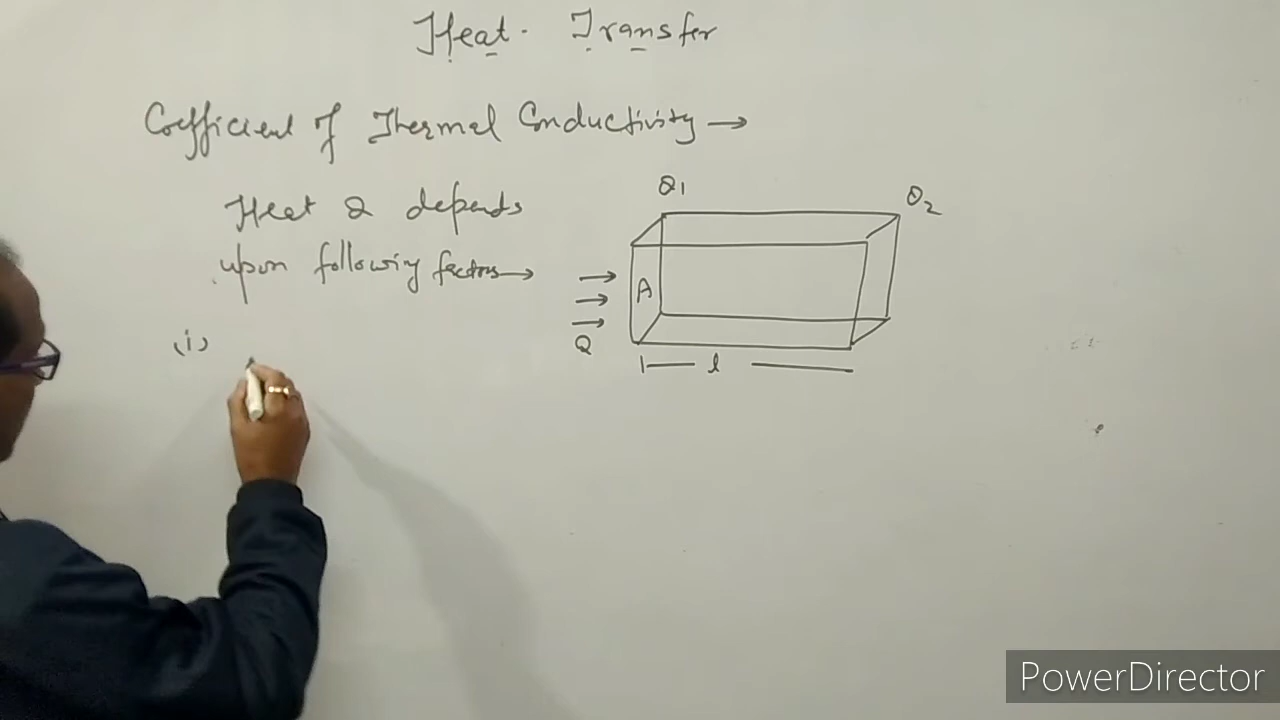 Heat. Transfer
Coefficient of Thermal Conductivity →
Heat Q depends
upon following factors →
(i)
θ1
θ2
A
Q
l
PowerDirector